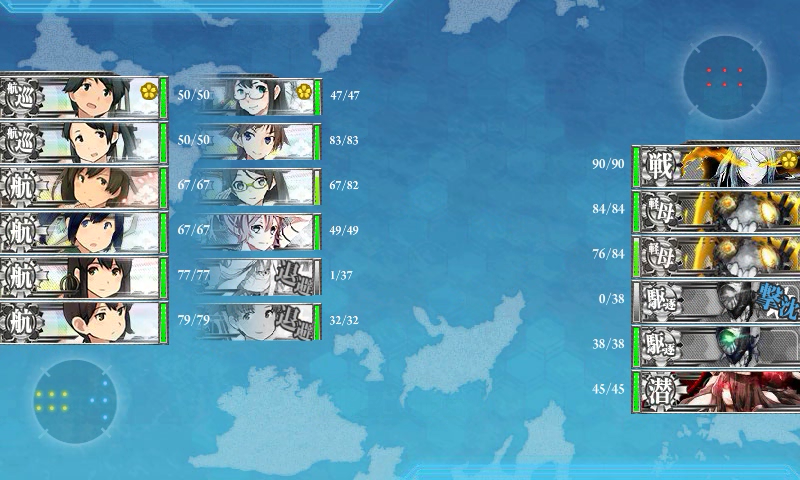 航巡 50/50 47/47
航巡 50/50 83/83
航 67/67 67/82
航 67/67 49/49
航 77/77 退避 1/37
航 79/79 退避 32/32
90/90 戦
84/84 軽母
76/84 軽母
0/38 駆逐 撃沈
38/38 駆逐
45/45 潜